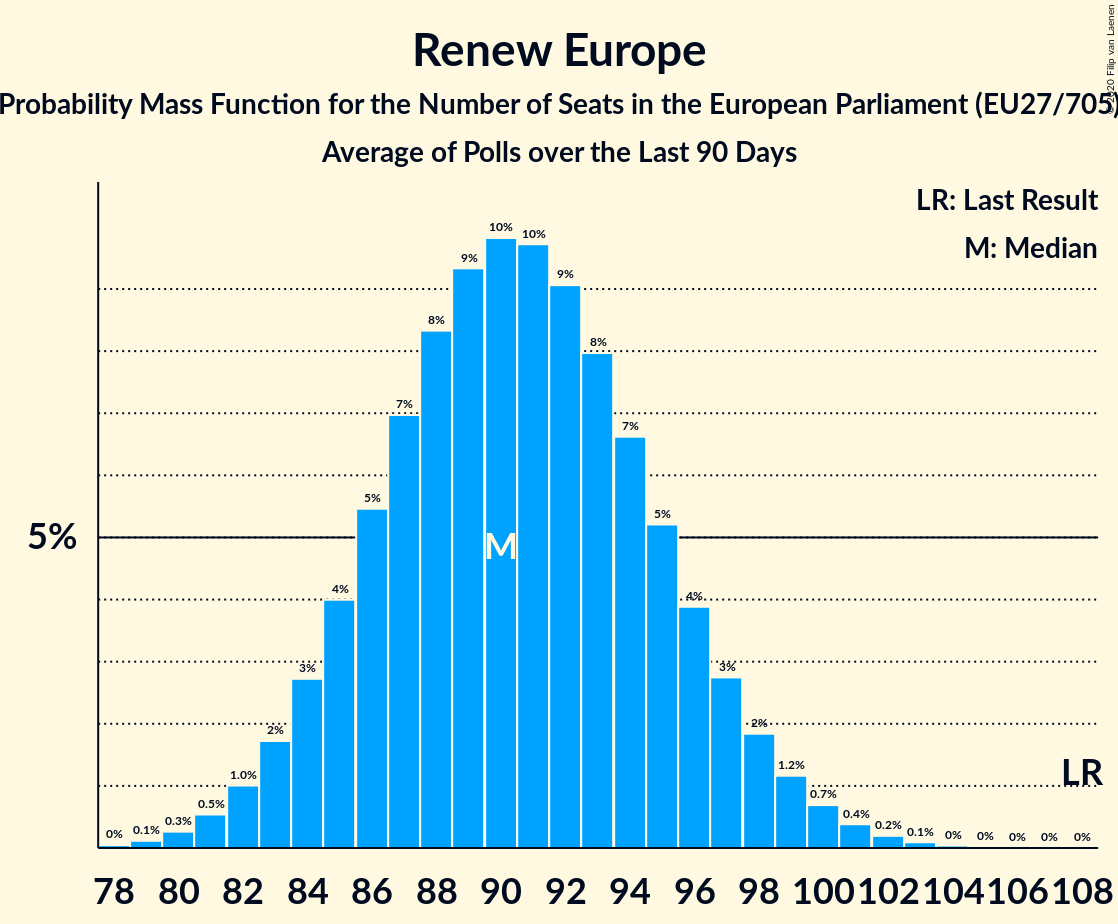 Renew Europe
Probability Mass Function for the Number of Seats in the European Parliament (EU27/705)
Average of Polls over the Last 90 Days
© 2020 Filip van Laenen
LR: Last Result
M: Median
5%
0% 0.1% 0.3% 0.5% 1.0% 2% 3% 4% 5% 7% 8% 9% 10% 10% 9% 8% 7% 5% 4% 3% 2% 1.2% 0.7% 0.4% 0.2% 0.1% 0% 0% 0% 0% 0%
M
LR
78 80 82 84 86 88 90 92 94 96 98 100 102 104 106 108